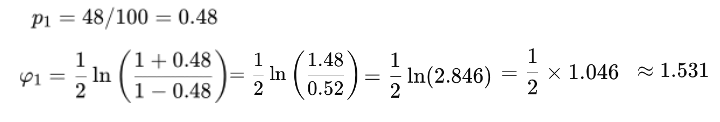 p₁ = 48/100 = 0.48
φ₁ = 1/2 ln((1 + 0.48)/(1 − 0.48)) = 1/2 ln(1.48/0.52) = 1/2 ln(2.846) = 1/2 × 1.046 ≈ 1.531